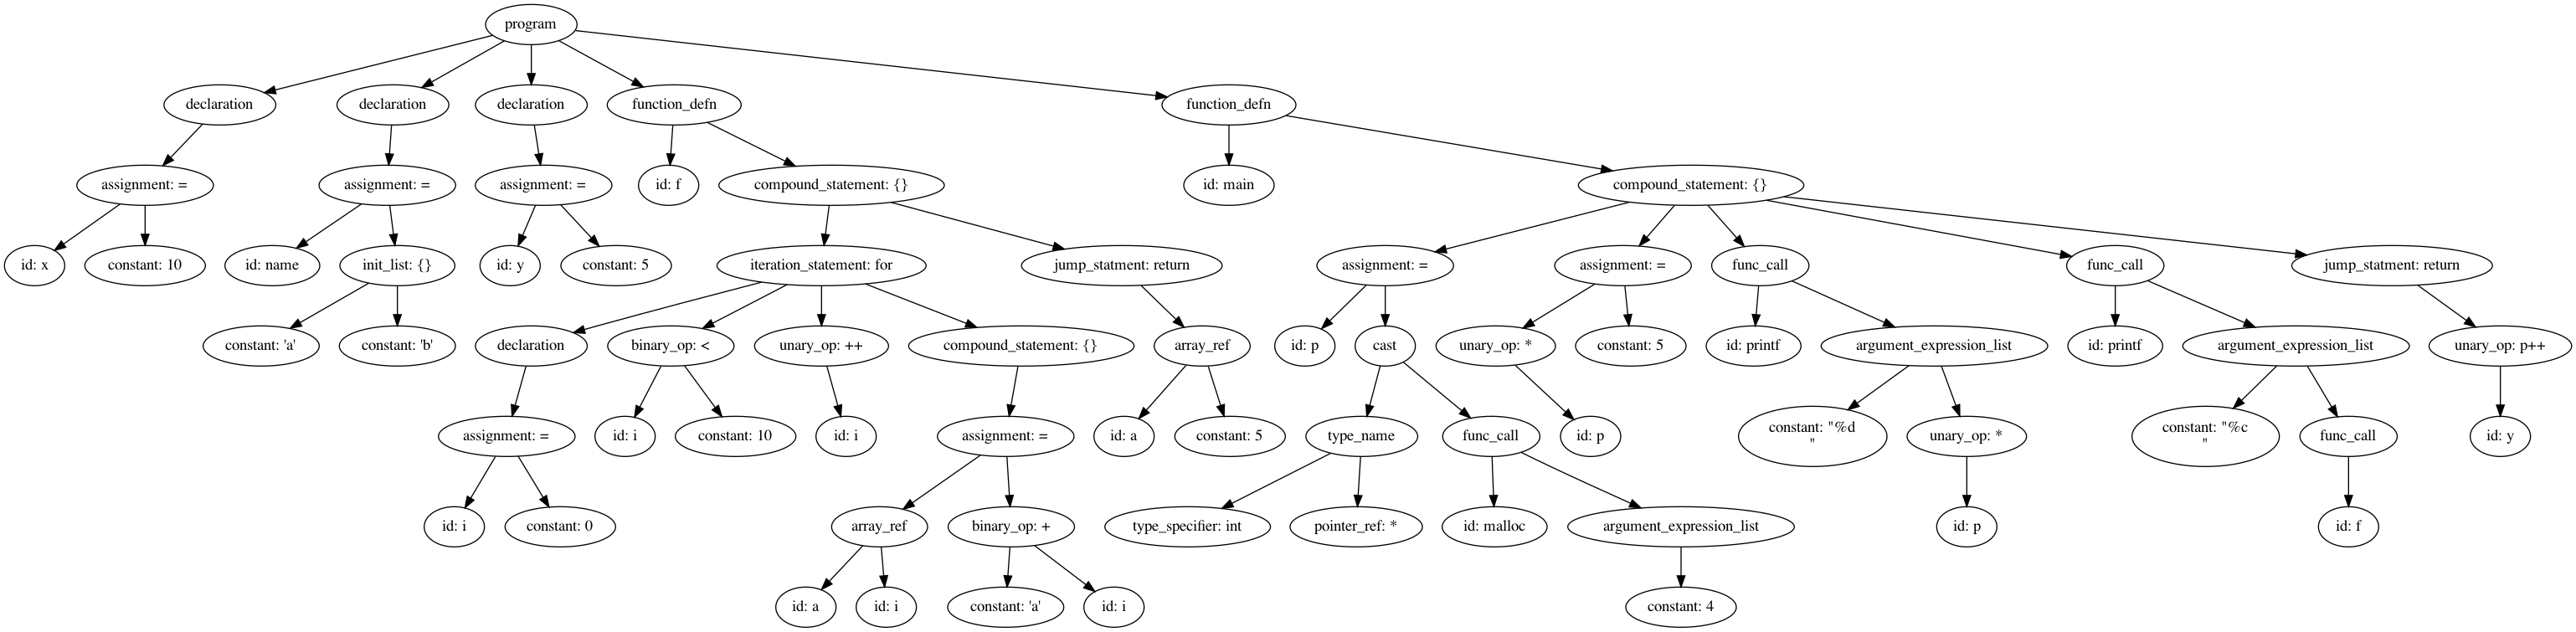 program
declaration
declaration
declaration
function_defn
function_defn
assignment: =
assignment: =
assignment: =
id: f
compound_statement: {}
id: main
compound_statement: {}
id: x
constant: 10
id: name
init_list: {}
id: y
constant: 5
iteration_statement: for
jump_statment: return
assignment: =
assignment: =
func_call
func_call
jump_statment: return
constant: 'a'
constant: 'b'
declaration
binary_op: <
unary_op: ++
compound_statement: {}
array_ref
id: p
cast
unary_op: *
constant: 5
id: printf
argument_expression_list
id: printf
argument_expression_list
unary_op: p++
assignment: =
id: i
constant: 10
id: i
assignment: =
id: a
constant: 5
type_name
func_call
id: p
constant: "%d
"
unary_op: *
constant: "%c
"
func_call
id: y
id: i
constant: 0
array_ref
binary_op: +
type_specifier: int
pointer_ref: *
id: malloc
argument_expression_list
id: p
id: f
id: a
id: i
constant: 'a'
id: i
constant: 4